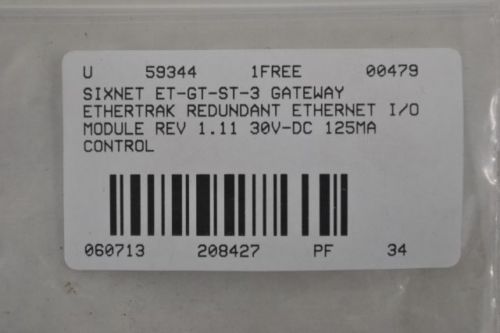 U 59344 1FREE 00479
SIXNET ET-GT-ST-3 GATEWAY
ETHERTRAK REDUNDANT ETHERNET I/O
MODULE REV 1.11 30V-DC 125MA
CONTROL
060713 208427 PF 34